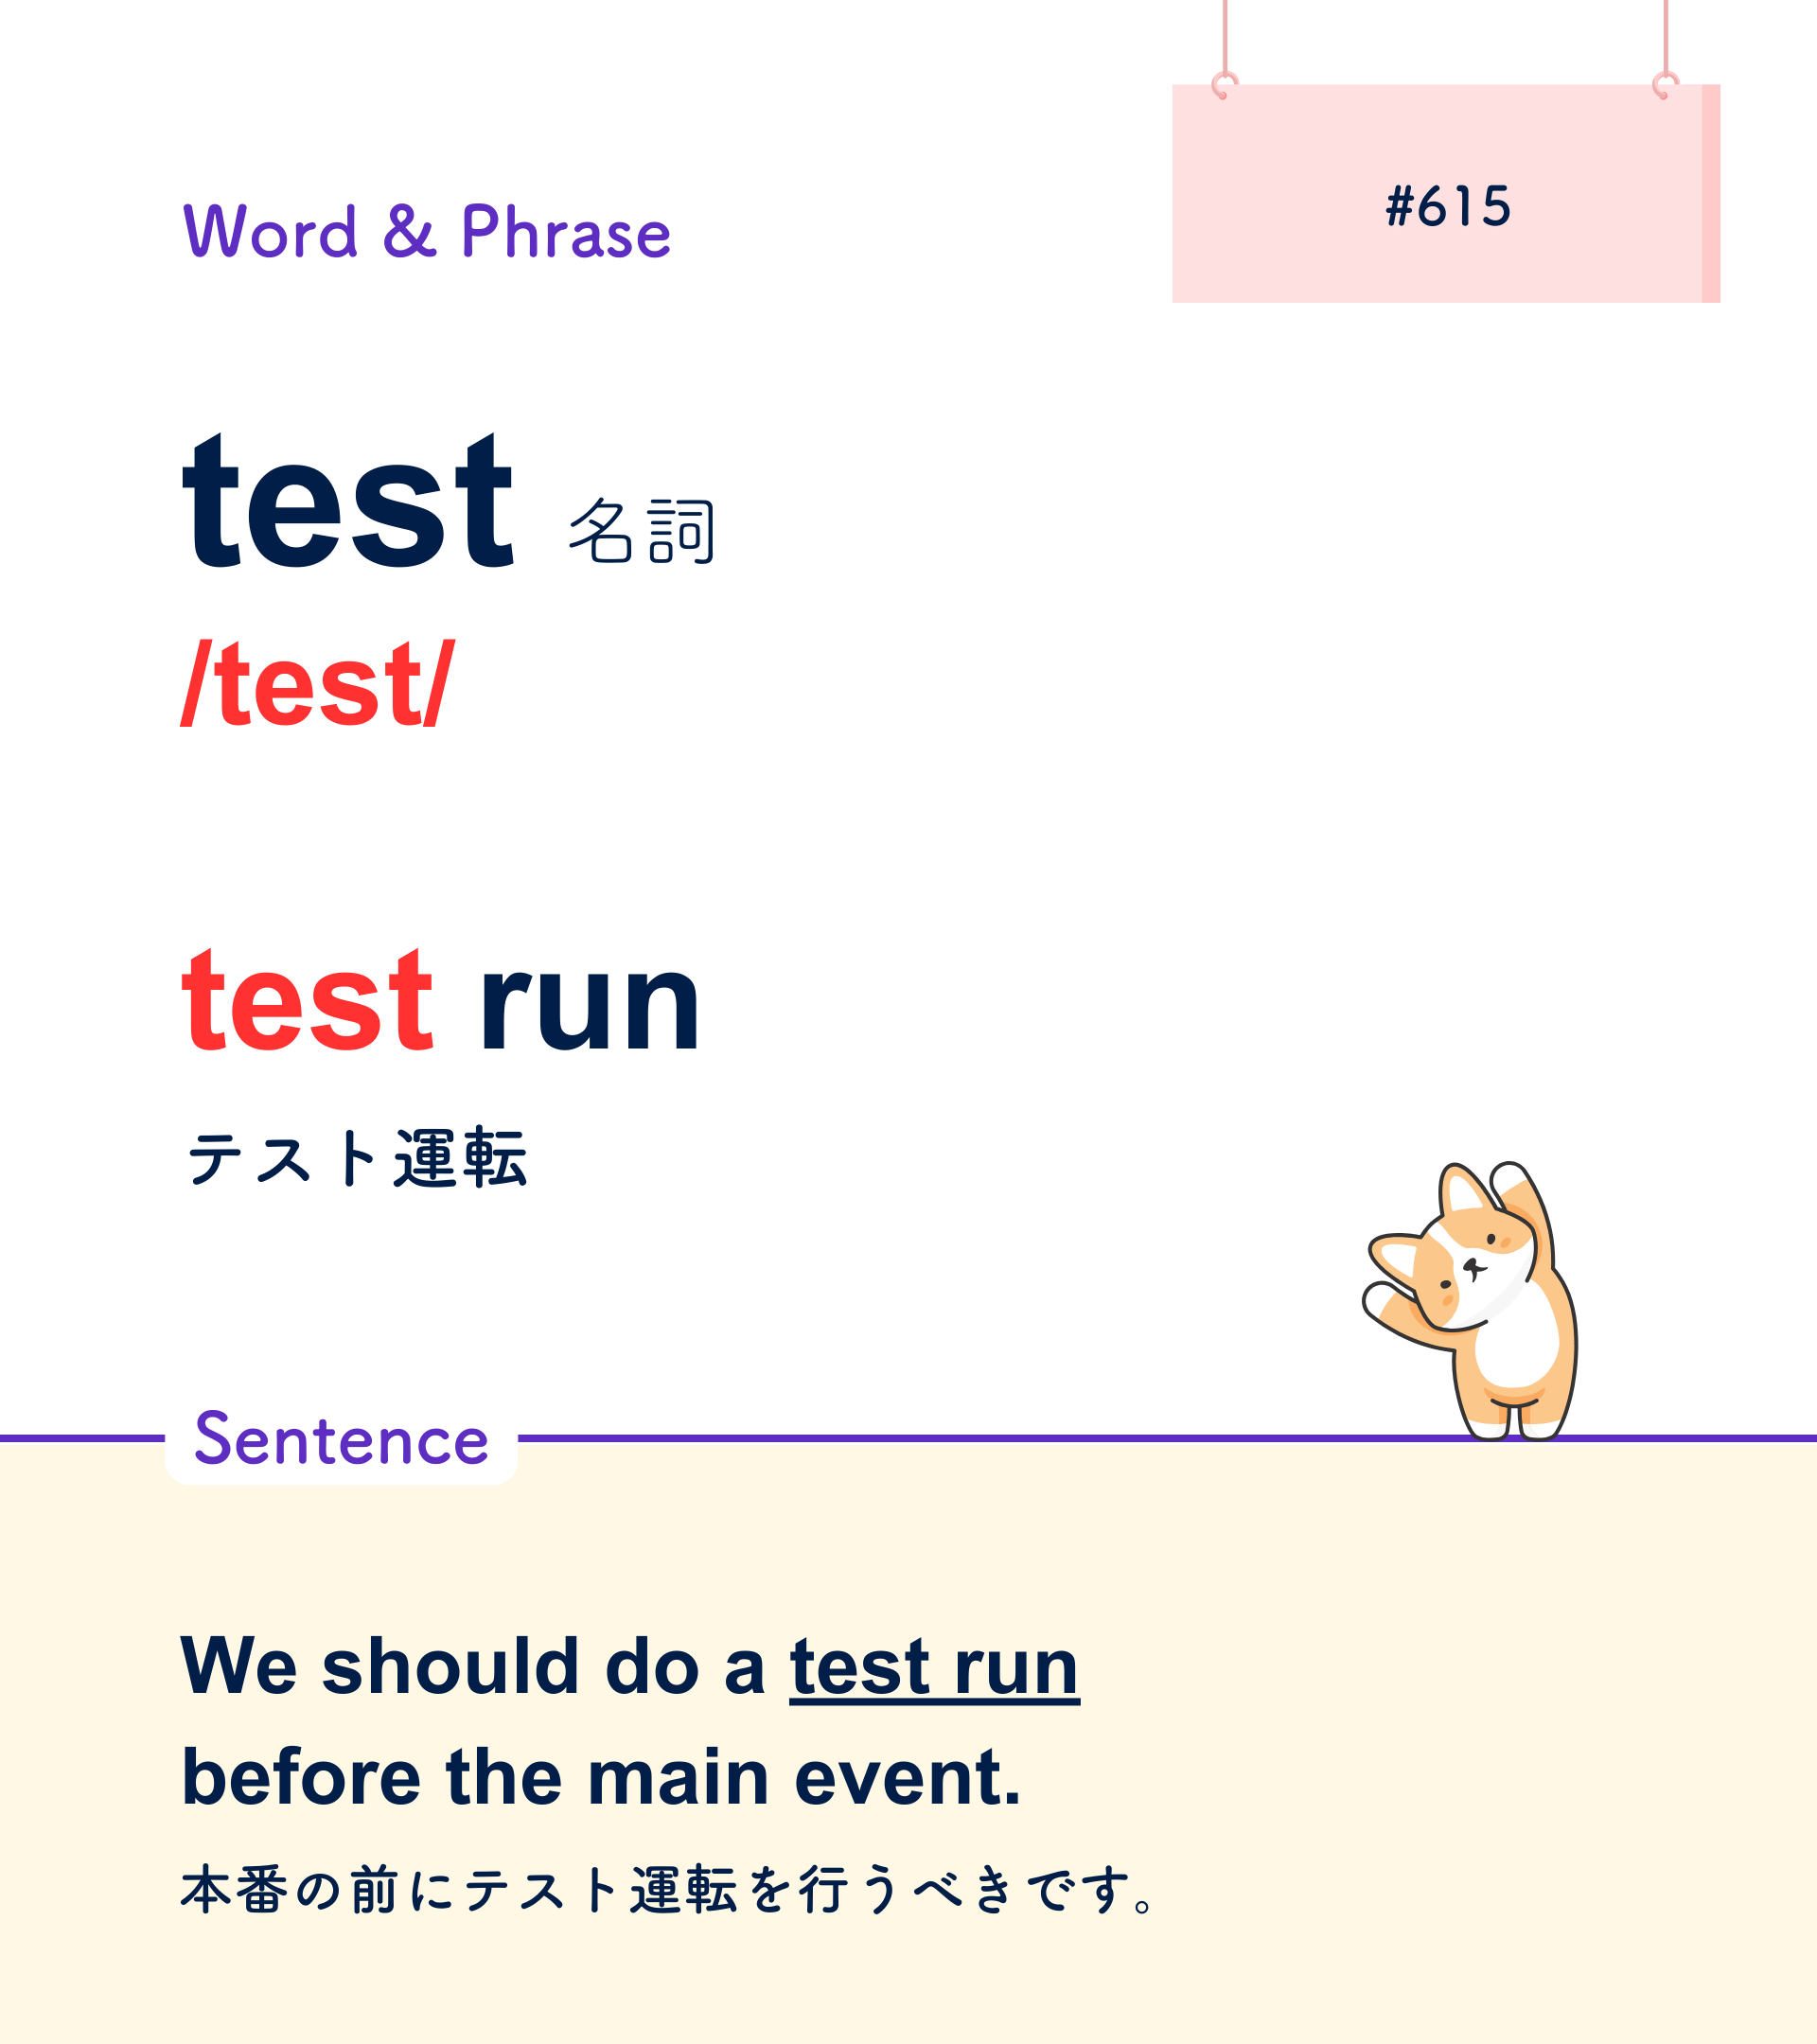 #615
Word & Phrase
test 名詞
/test/
test run
テスト運転
Sentence
We should do a test run
before the main event.
本番の前にテスト運転を行うべきです。